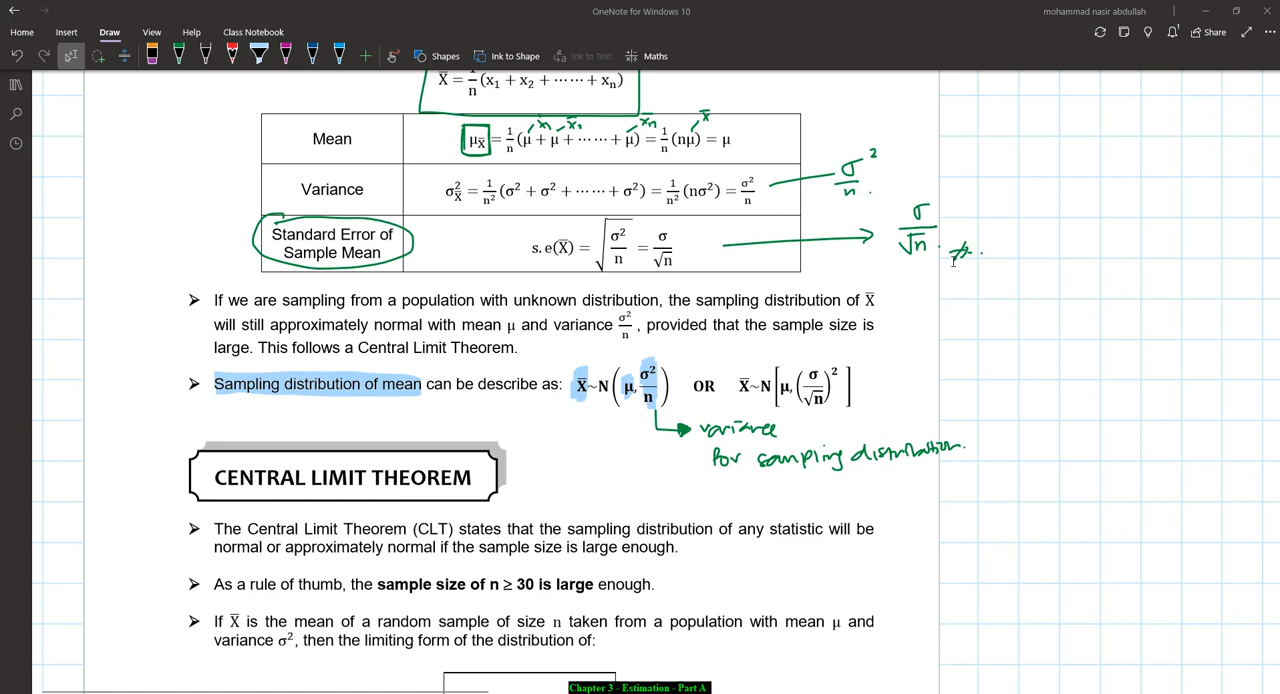 OneNote for Windows 10
mohammad nasir abdullah
Home Insert Draw View Help Class Notebook
Share
Shapes Ink to Shape Ink to Text Maths
X̅ = 1/n (x₁ + x₂ + ⋯⋯ + xₙ)
X̅n X̅
Mean μ_X̅ = 1/n (μ + μ + ⋯⋯ + μ) = 1/n (nμ) = μ
Variance σ²_X̅ = 1/n² (σ² + σ² + ⋯⋯ + σ²) = 1/n² (nσ²) = σ²/n
σ²/n .
Standard Error of
Sample Mean
s. e(X̅) = √(σ²/n) = σ/√n
σ/√n .
➢ If we are sampling from a population with unknown distribution, the sampling distribution of X̅
will still approximately normal with mean μ and variance σ²/n , provided that the sample size is
large. This follows a Central Limit Theorem.
➢ Sampling distribution of mean can be describe as: X̅~N(μ, σ²/n) OR X̅~N[μ, (σ/√n)²]
variance
for sampling distribution.
CENTRAL LIMIT THEOREM
➢ The Central Limit Theorem (CLT) states that the sampling distribution of any statistic will be
normal or approximately normal if the sample size is large enough.
➢ As a rule of thumb, the sample size of n ≥ 30 is large enough.
➢ If X̅ is the mean of a random sample of size n taken from a population with mean μ and
variance σ², then the limiting form of the distribution of:
Chapter 3 - Estimation - Part A